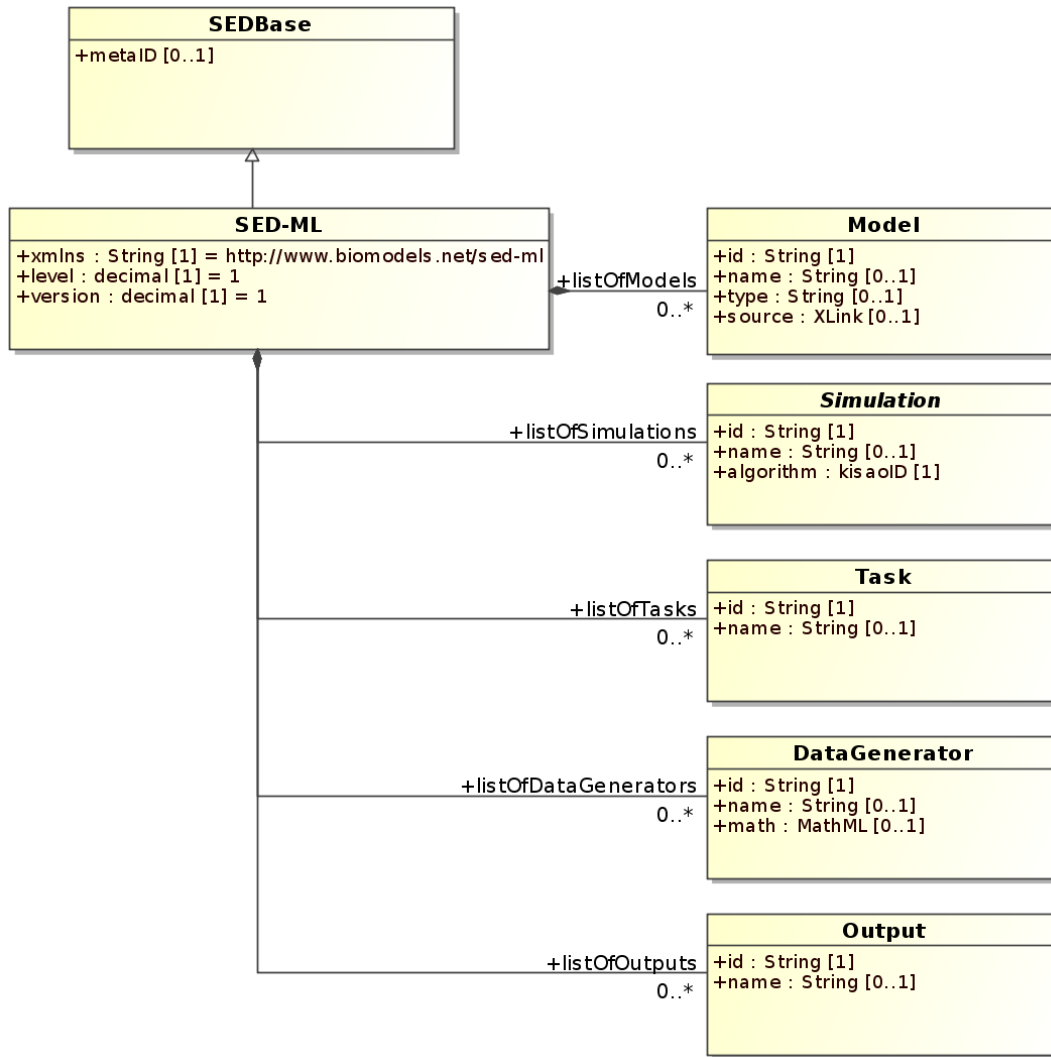 SEDBase
+metaID [0..1]
SED-ML
+xmlns : String [1] = http://www.biomodels.net/sed-ml
+level : decimal [1] = 1
+version : decimal [1] = 1
+listOfModels
0..*
Model
+id : String [1]
+name : String [0..1]
+type : String [0..1]
+source : XLink [0..1]
+listOfSimulations
0..*
Simulation
+id : String [1]
+name : String [0..1]
+algorithm : kisaoID [1]
+listOfTasks
0..*
Task
+id : String [1]
+name : String [0..1]
+listOfDataGenerators
0..*
DataGenerator
+id : String [1]
+name : String [0..1]
+math : MathML [0..1]
+listOfOutputs
0..*
Output
+id : String [1]
+name : String [0..1]